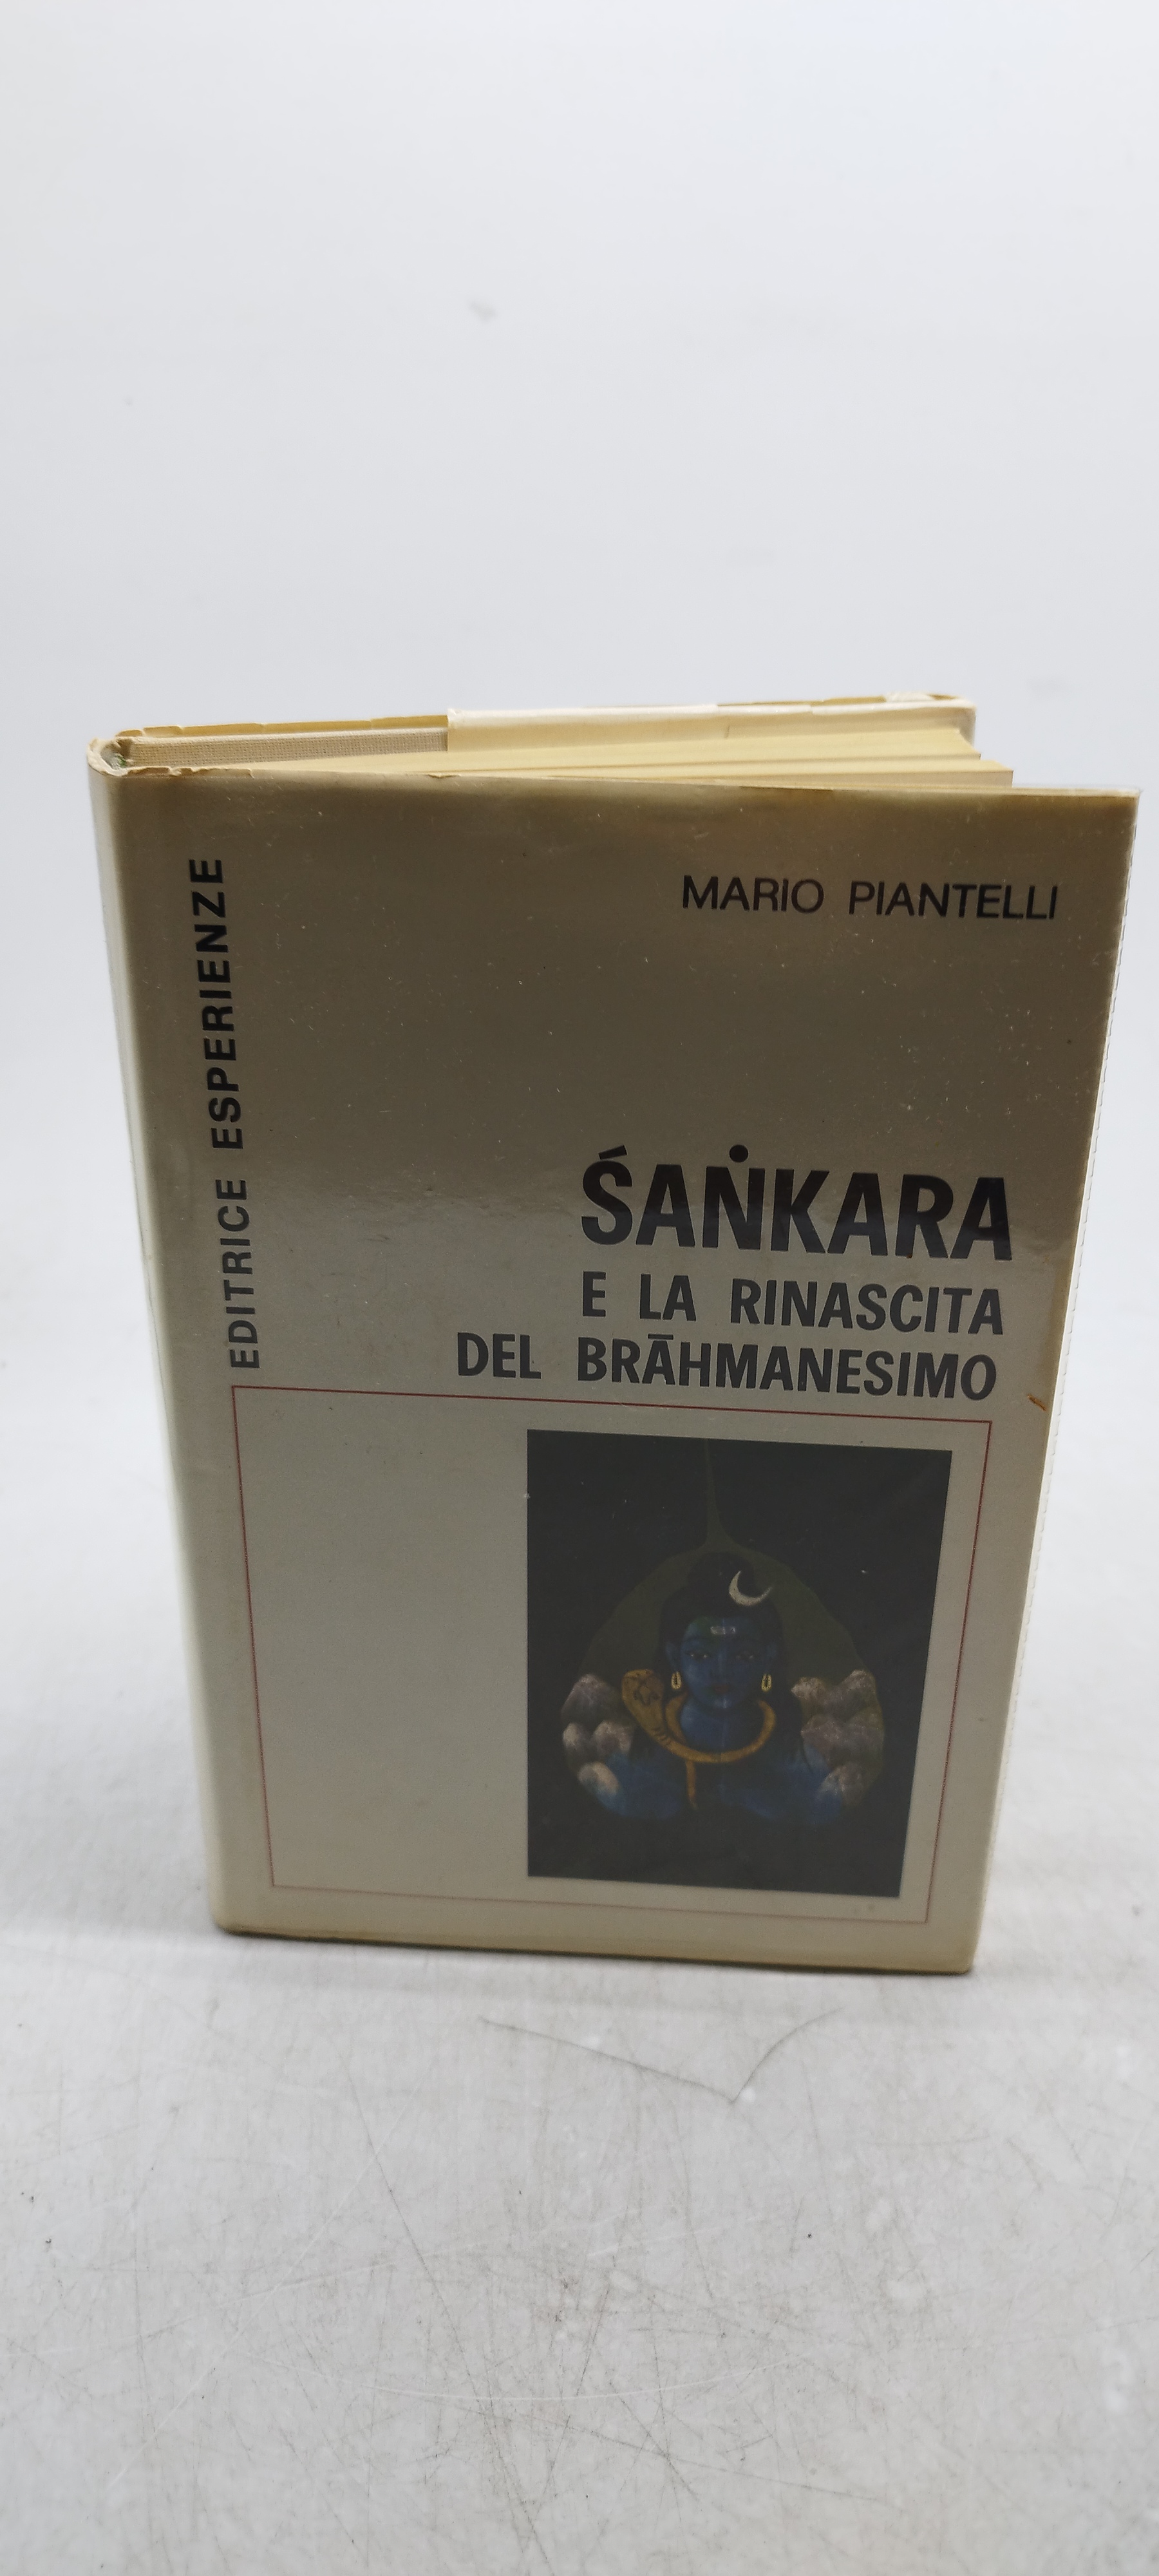 MARIO PIANTELLI
EDITRICE ESPERIENZE
ŚAṄKARA
E LA RINASCITA
DEL BRĀHMANESIMO